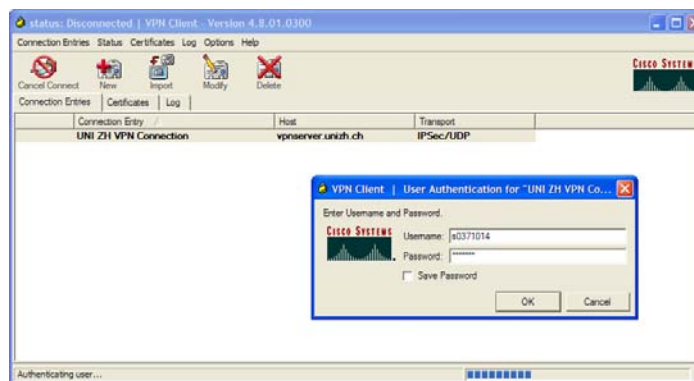 status: Disconnected | VPN Client - Version 4.8.01.0300
Connection Entries Status Certificates Log Options Help
Cancel Connect New Import Modify Delete
CISCO SYSTEMS
Connection Entries Certificates Log
Connection Entry Host Transport
UNI ZH VPN Connection vpnserver.unizh.ch IPSec/UDP
VPN Client | User Authentication for "UNI ZH VPN Co...
Enter Username and Password.
CISCO SYSTEMS
Username: s0371014
Password: *******
Save Password
OK Cancel
Authenticating user...